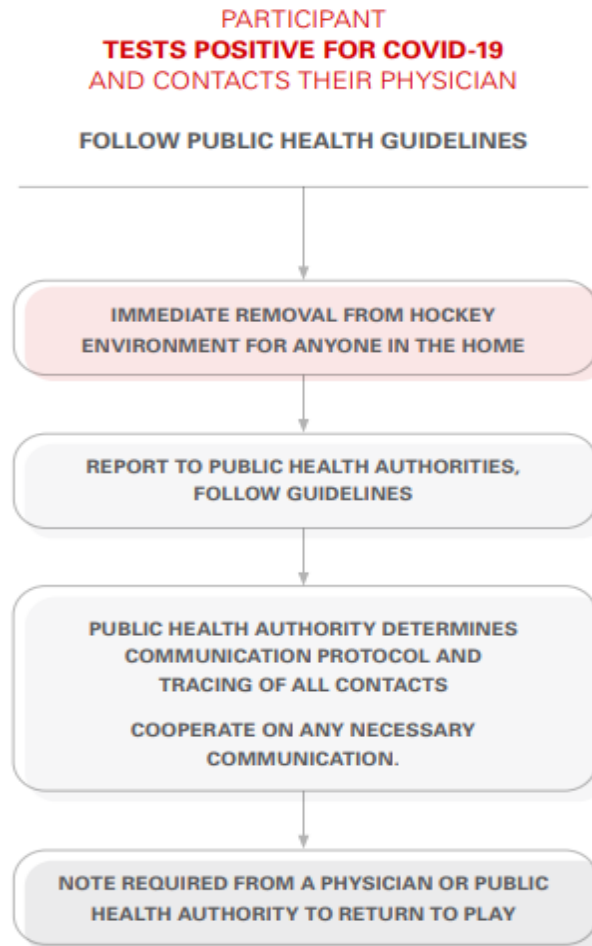 PARTICIPANT
TESTS POSITIVE FOR COVID-19
AND CONTACTS THEIR PHYSICIAN
FOLLOW PUBLIC HEALTH GUIDELINES
IMMEDIATE REMOVAL FROM HOCKEY
ENVIRONMENT FOR ANYONE IN THE HOME
REPORT TO PUBLIC HEALTH AUTHORITIES,
FOLLOW GUIDELINES
PUBLIC HEALTH AUTHORITY DETERMINES
COMMUNICATION PROTOCOL AND
TRACING OF ALL CONTACTS
COOPERATE ON ANY NECESSARY
COMMUNICATION.
NOTE REQUIRED FROM A PHYSICIAN OR PUBLIC
HEALTH AUTHORITY TO RETURN TO PLAY